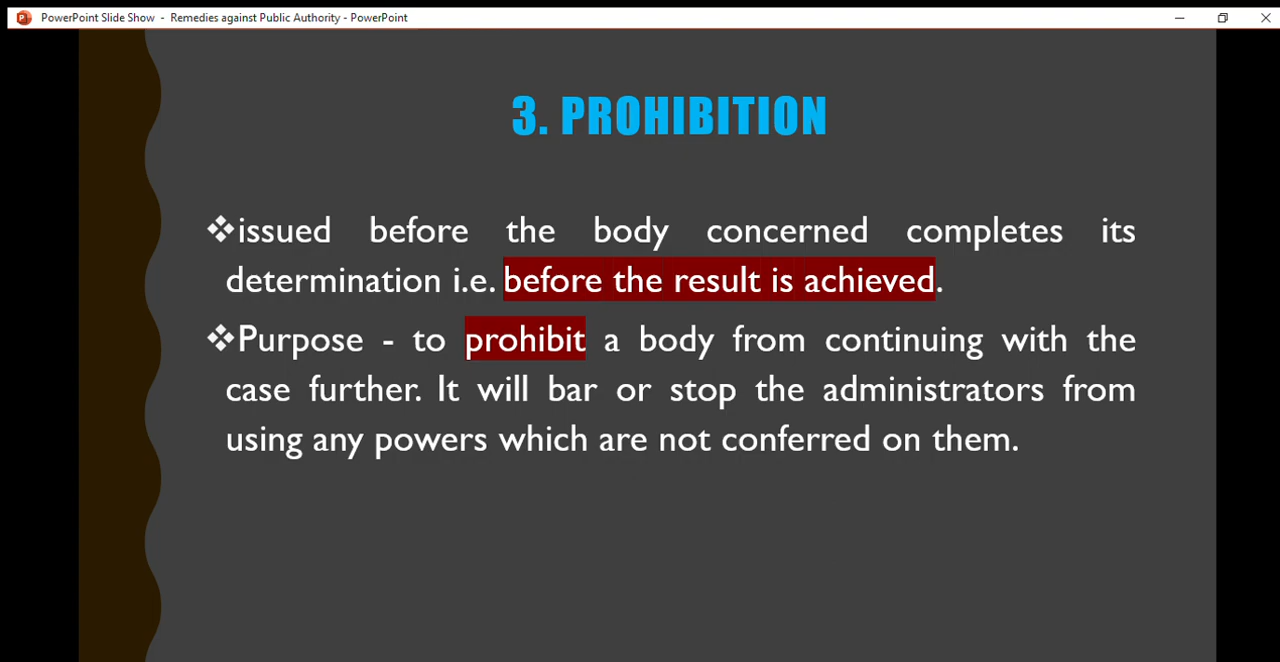 PowerPoint Slide Show - Remedies against Public Authority - PowerPoint
3. PROHIBITION
❖issued before the body concerned completes its
determination i.e. before the result is achieved.
❖Purpose - to prohibit a body from continuing with the
case further. It will bar or stop the administrators from
using any powers which are not conferred on them.